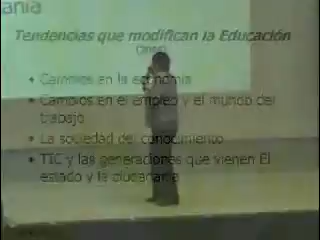 anía
Tendencias que modifican la Educación
• Cambios en la economía
• Cambios en el empleo y el mundo del
trabajo
• La sociedad del conocimiento
• TIC y las generaciones que vienen El
estado y la ciudadanía